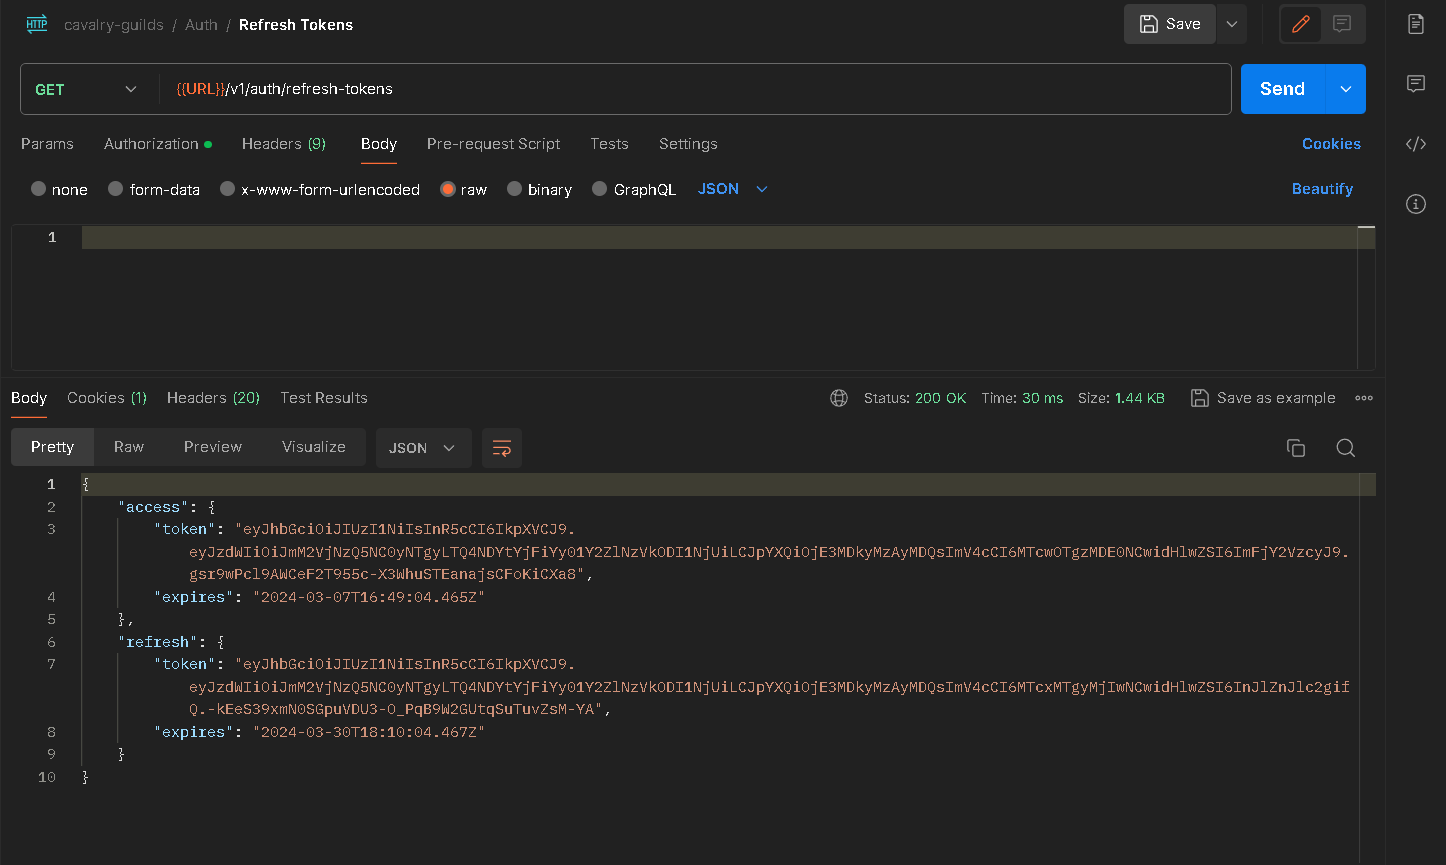 HTTP cavalry-guilds / Auth / Refresh Tokens
Save
GET {{URL}}/v1/auth/refresh-tokens Send
Params Authorization Headers (9) Body Pre-request Script Tests Settings Cookies
none form-data x-www-form-urlencoded raw binary GraphQL JSON Beautify
1
Body Cookies (1) Headers (20) Test Results Status: 200 OK Time: 30 ms Size: 1.44 KB Save as example
Pretty Raw Preview Visualize JSON
1 {
2 "access": {
3 "token": "eyJhbGciOiJIUzI1NiIsInR5cCI6IkpXVCJ9.
eyJzdWIiOiJmM2VjNzQ5NC0yNTgyLTQ4NDYtYjFiYy01Y2ZlNzVkODI1NjUiLCJpYXQiOjE3MDkyMzAyMDQsImV4cCI6MTcwOTgzMDE0NCwidHlwZSI6ImFjY2VzcyJ9.
gsr9wPcl9AWCeF2T955c-X3WhuSTEanajsCFoKiCXa8",
4 "expires": "2024-03-07T16:49:04.465Z"
5 },
6 "refresh": {
7 "token": "eyJhbGciOiJIUzI1NiIsInR5cCI6IkpXVCJ9.
eyJzdWIiOiJmM2VjNzQ5NC0yNTgyLTQ4NDYtYjFiYy01Y2ZlNzVkODI1NjUiLCJpYXQiOjE3MDkyMzAyMDQsImV4cCI6MTcxMTgyMjIwNCwidHlwZSI6InJlZnJlc2gif
Q.-kEeS39xmN0SGpuVDU3-O_PqB9W2GUtqSuTuvZsM-YA",
8 "expires": "2024-03-30T18:10:04.467Z"
9 }
10 }